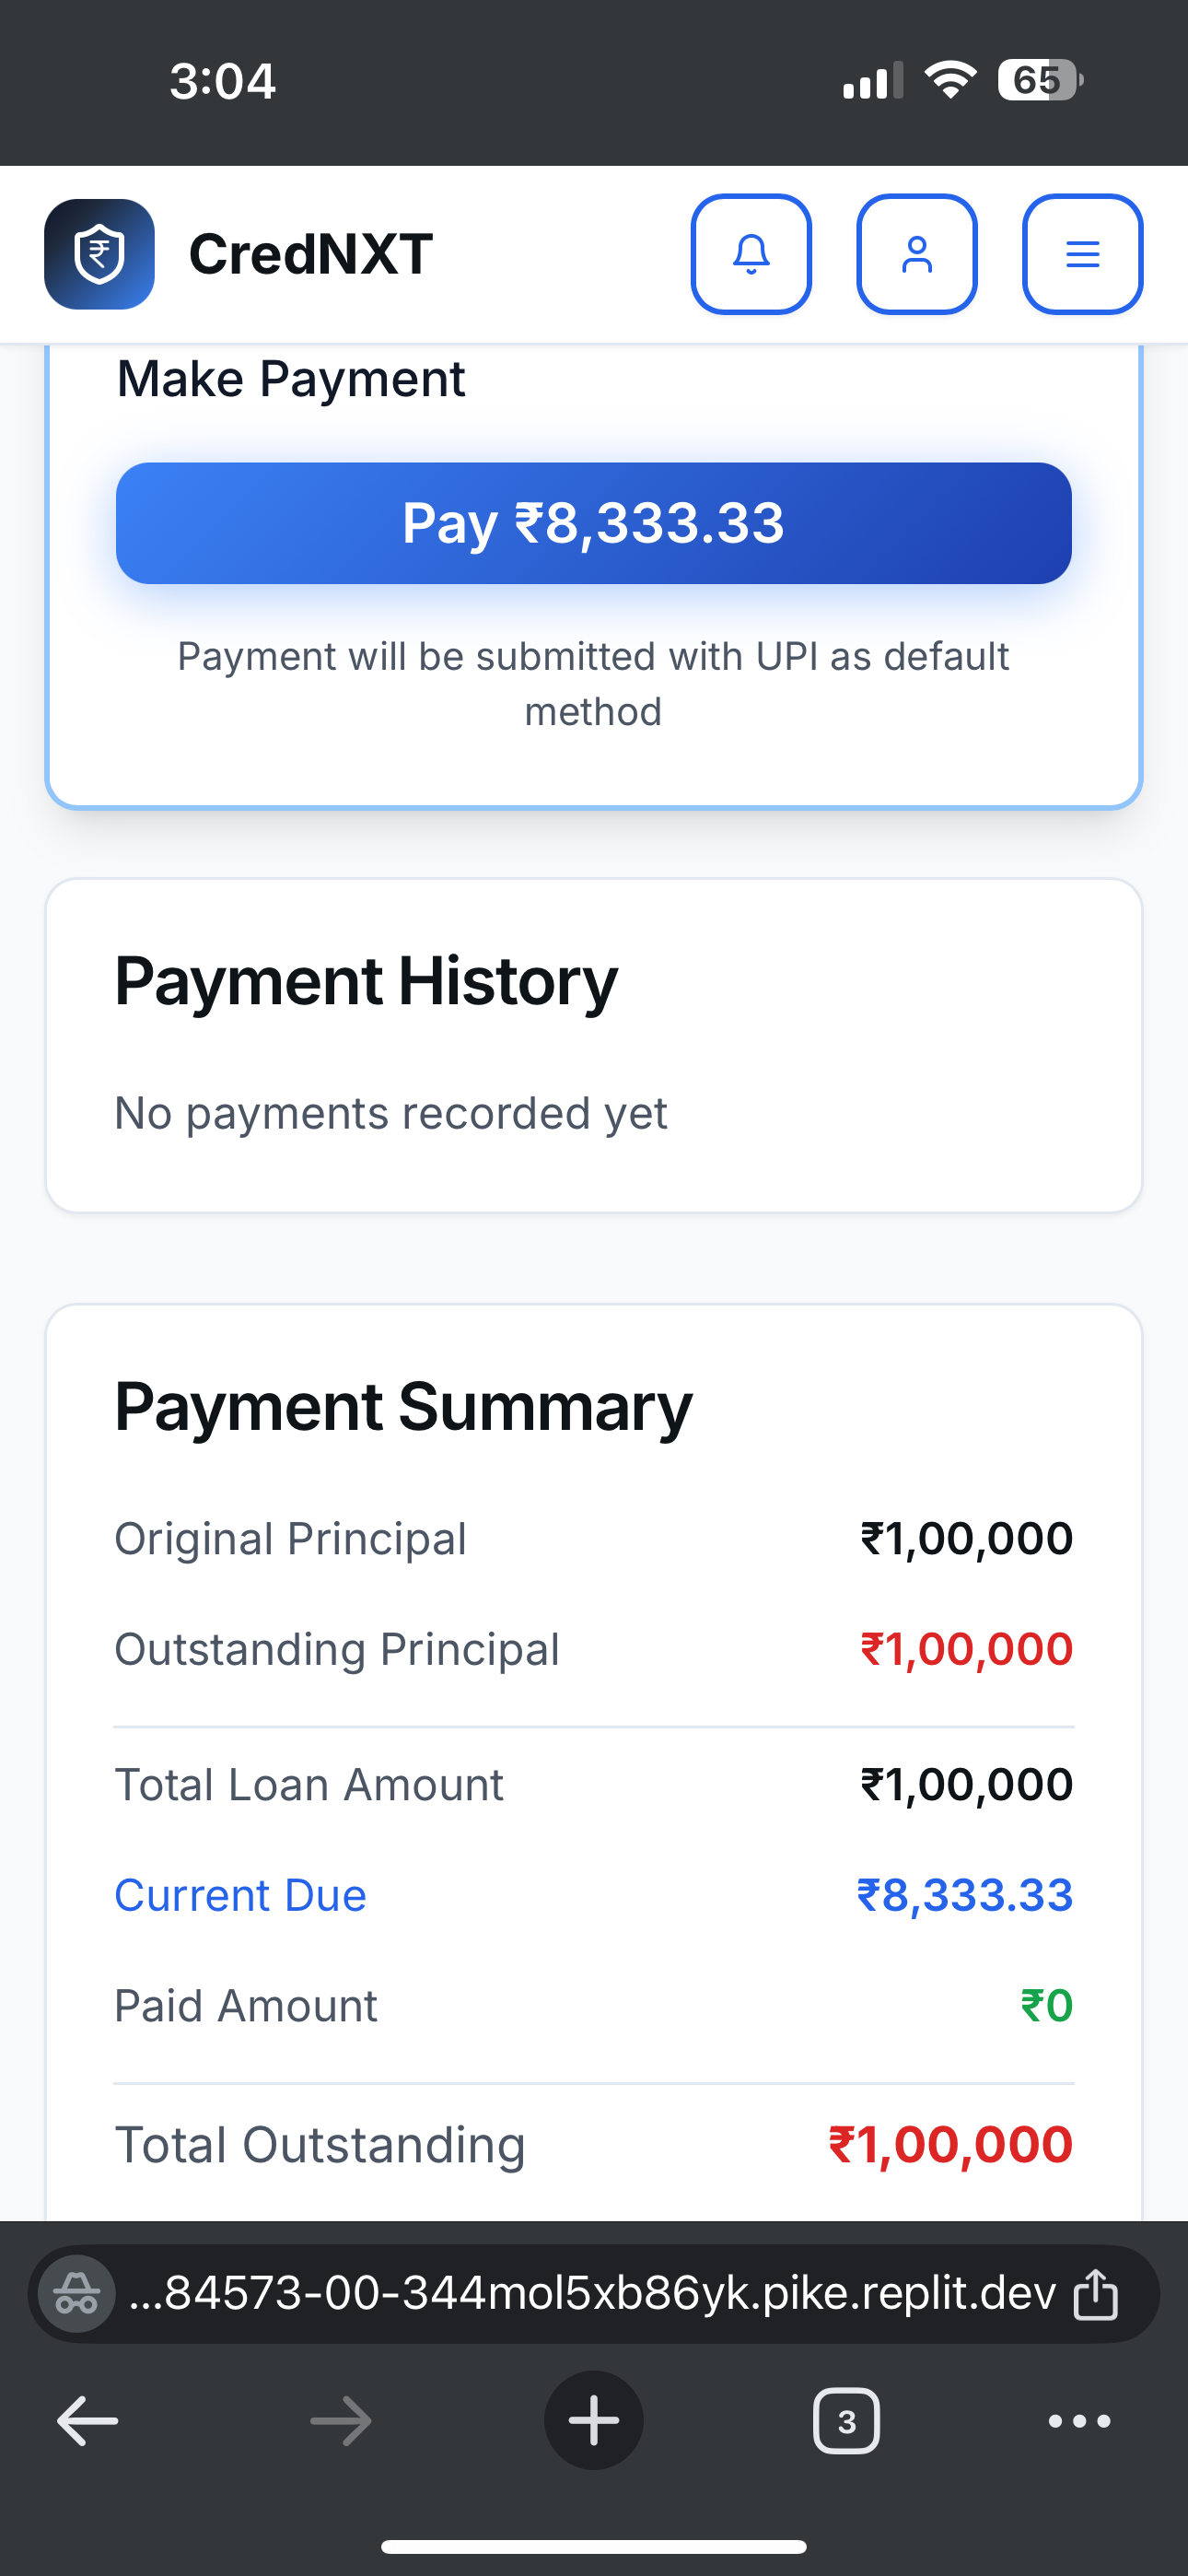 3:04
65
CredNXT
Make Payment
Pay ₹8,333.33
Payment will be submitted with UPI as default
method
Payment History
No payments recorded yet
Payment Summary
Original Principal ₹1,00,000
Outstanding Principal ₹1,00,000
Total Loan Amount ₹1,00,000
Current Due ₹8,333.33
Paid Amount ₹0
Total Outstanding ₹1,00,000
...84573-00-344mol5xb86yk.pike.replit.dev
3